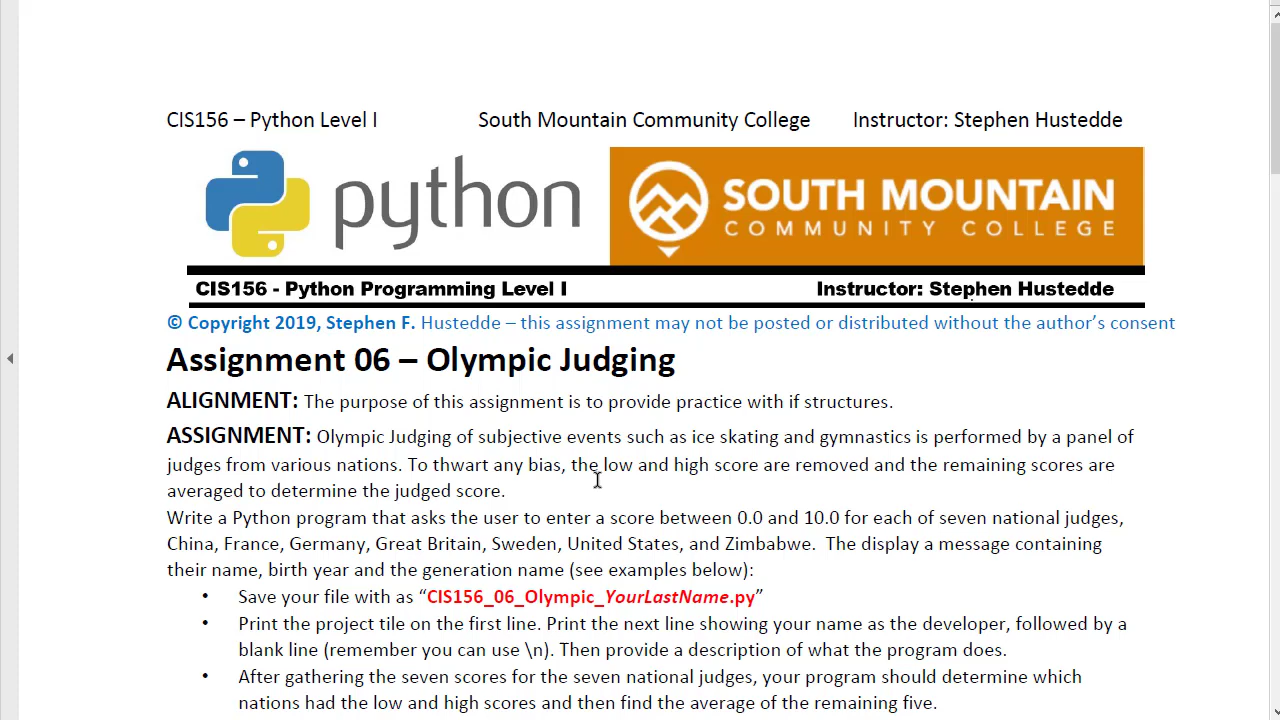 CIS156 – Python Level I South Mountain Community College Instructor: Stephen Hustedde
python
SOUTH MOUNTAIN
COMMUNITY COLLEGE
CIS156 - Python Programming Level I Instructor: Stephen Hustedde
© Copyright 2019, Stephen F. Hustedde – this assignment may not be posted or distributed without the author's consent
Assignment 06 – Olympic Judging
ALIGNMENT: The purpose of this assignment is to provide practice with if structures.
ASSIGNMENT: Olympic Judging of subjective events such as ice skating and gymnastics is performed by a panel of
judges from various nations. To thwart any bias, the low and high score are removed and the remaining scores are
averaged to determine the judged score.
Write a Python program that asks the user to enter a score between 0.0 and 10.0 for each of seven national judges,
China, France, Germany, Great Britain, Sweden, United States, and Zimbabwe. The display a message containing
their name, birth year and the generation name (see examples below):
• Save your file with as “CIS156_06_Olympic_YourLastName.py”
• Print the project tile on the first line. Print the next line showing your name as the developer, followed by a
blank line (remember you can use \n). Then provide a description of what the program does.
• After gathering the seven scores for the seven national judges, your program should determine which
nations had the low and high scores and then find the average of the remaining five.